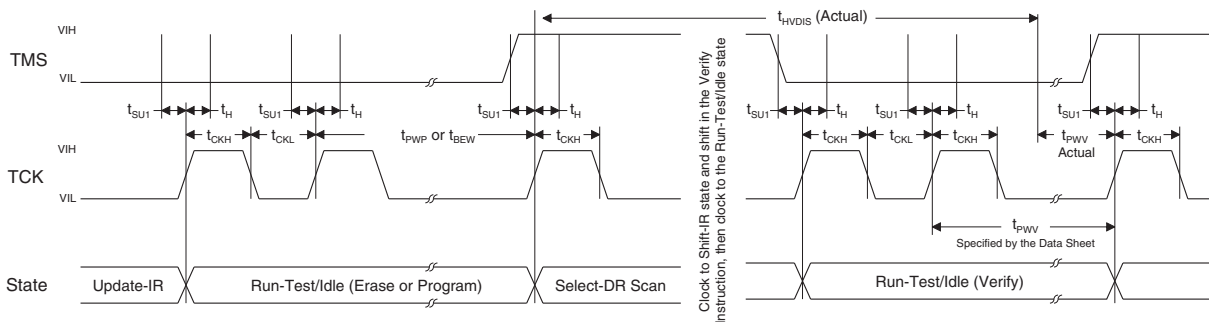 VIH
TMS
VIL
tHVDIS (Actual)
tSU1 tH tSU1 tH tSU1 tH tSU1 tH tSU1 tH tSU1 tH
tCKH tCKL tPWP or tBEW tCKH tCKH tCKL tCKH tPWV tCKH
Actual
VIH
TCK
VIL
tPWV
Specified by the Data Sheet
Clock to Shift-IR state and shift in the Verify
Instruction, then clock to the Run-Test/Idle state
State Update-IR Run-Test/Idle (Erase or Program) Select-DR Scan Run-Test/Idle (Verify)